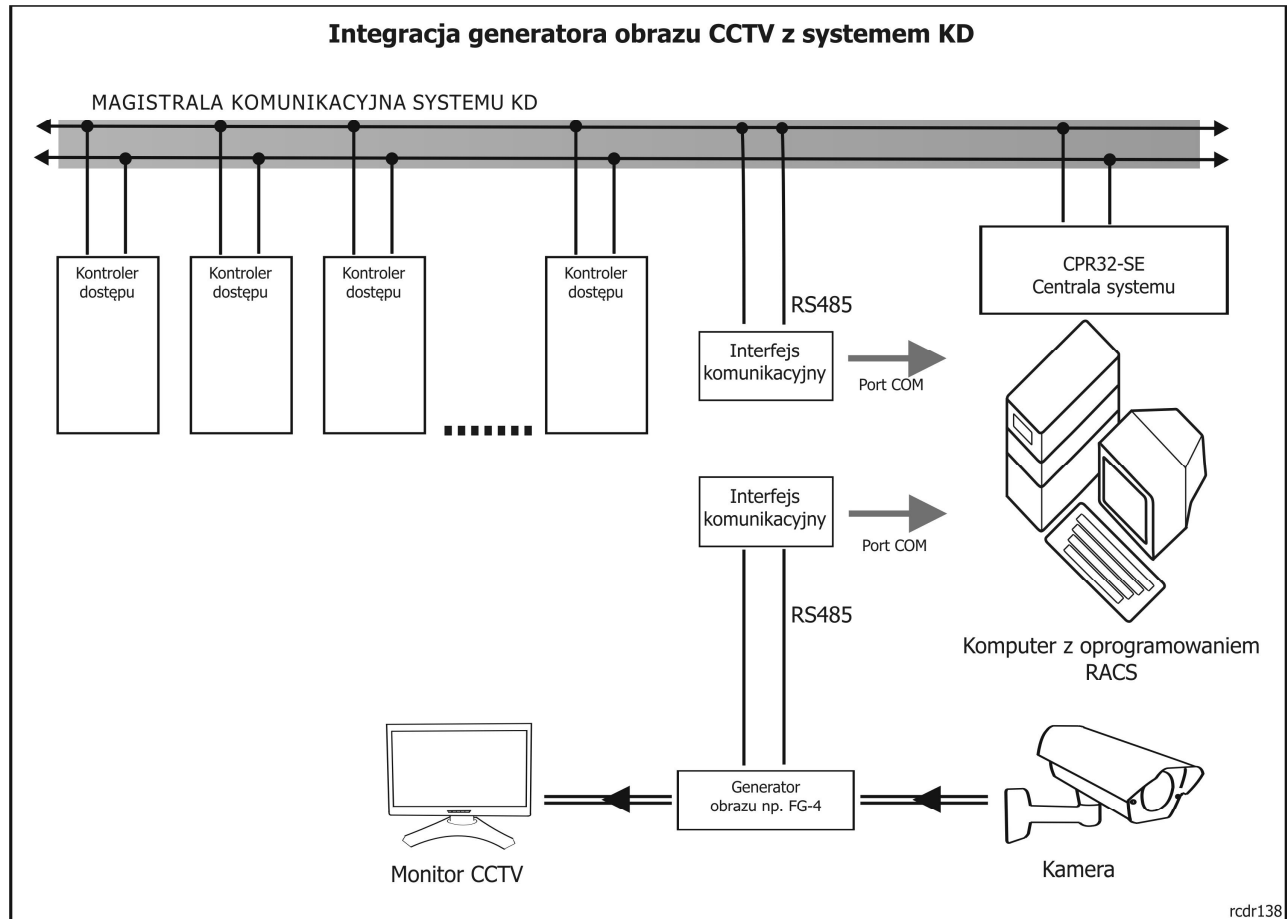 Integracja generatora obrazu CCTV z systemem KD
MAGISTRALA KOMUNIKACYJNA SYSTEMU KD
Kontroler
dostępu
Kontroler
dostępu
Kontroler
dostępu
Kontroler
dostępu
RS485
Interfejs
komunikacyjny
Port COM
CPR32-SE
Centrala systemu
Interfejs
komunikacyjny
Port COM
RS485
Komputer z oprogramowaniem
RACS
Generator
obrazu np. FG-4
Monitor CCTV
Kamera
rcdr138